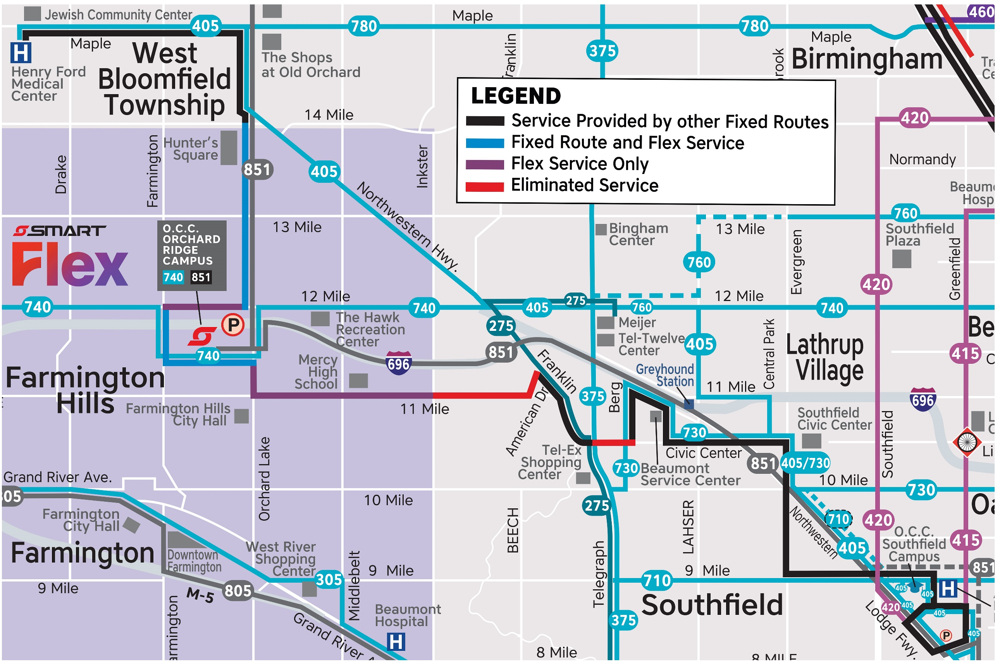 Jewish Community Center
405
780
Maple
780
460
Maple
Maple
H
Henry Ford
Medical
Center
West
Bloomfield
Township
The Shops
at Old Orchard
375
Birmingham
14 Mile
LEGEND
Service Provided by other Fixed Routes
Fixed Route and Flex Service
Flex Service Only
Eliminated Service
420
Normandy
Hunter's
Square
Drake
Farmington
851
405
Inkster
Northwestern Hwy.
13 Mile
SMART
Flex
O.C.C.
ORCHARD
RIDGE
CAMPUS
740 851
Bingham
Center
13 Mile
760
760
Southfield
Plaza
Evergreen
Greenfield
420
740
12 Mile
740
405
275
760
12 Mile
740
The Hawk
Recreation
Center
P
740
275
851
Meijer
Tel-Twelve
Center
405
Central Park
Lathrup
Village
415
Mercy
High
School
696
Franklin
Greyhound
Station
11 Mile
Farmington
Hills
Farmington Hills
City Hall
11 Mile
American Dr.
375
Berg
696
Southfield
Civic Center
Southfield
730
Civic Center
Tel-Ex
Shopping
Center
730
Beaumont
Service Center
851
405/730
Grand River Ave.
Orchard Lake
10 Mile
10 Mile
730
275
BEECH
LAHSER
Northwestern
710
420
Farmington
City Hall
Farmington
Downtown
Farmington
West River
Shopping
Center
405
O.C.C.
Southfield
Campus
415
851
9 Mile
M-5
805
305
Middlebelt
9 Mile
Telegraph
710
9 Mile
Southfield
405
405
H
420
405
405
405
P
Lodge Fwy.
Grand River
Beaumont
Hospital
H
375
8 Mile
8 MILE